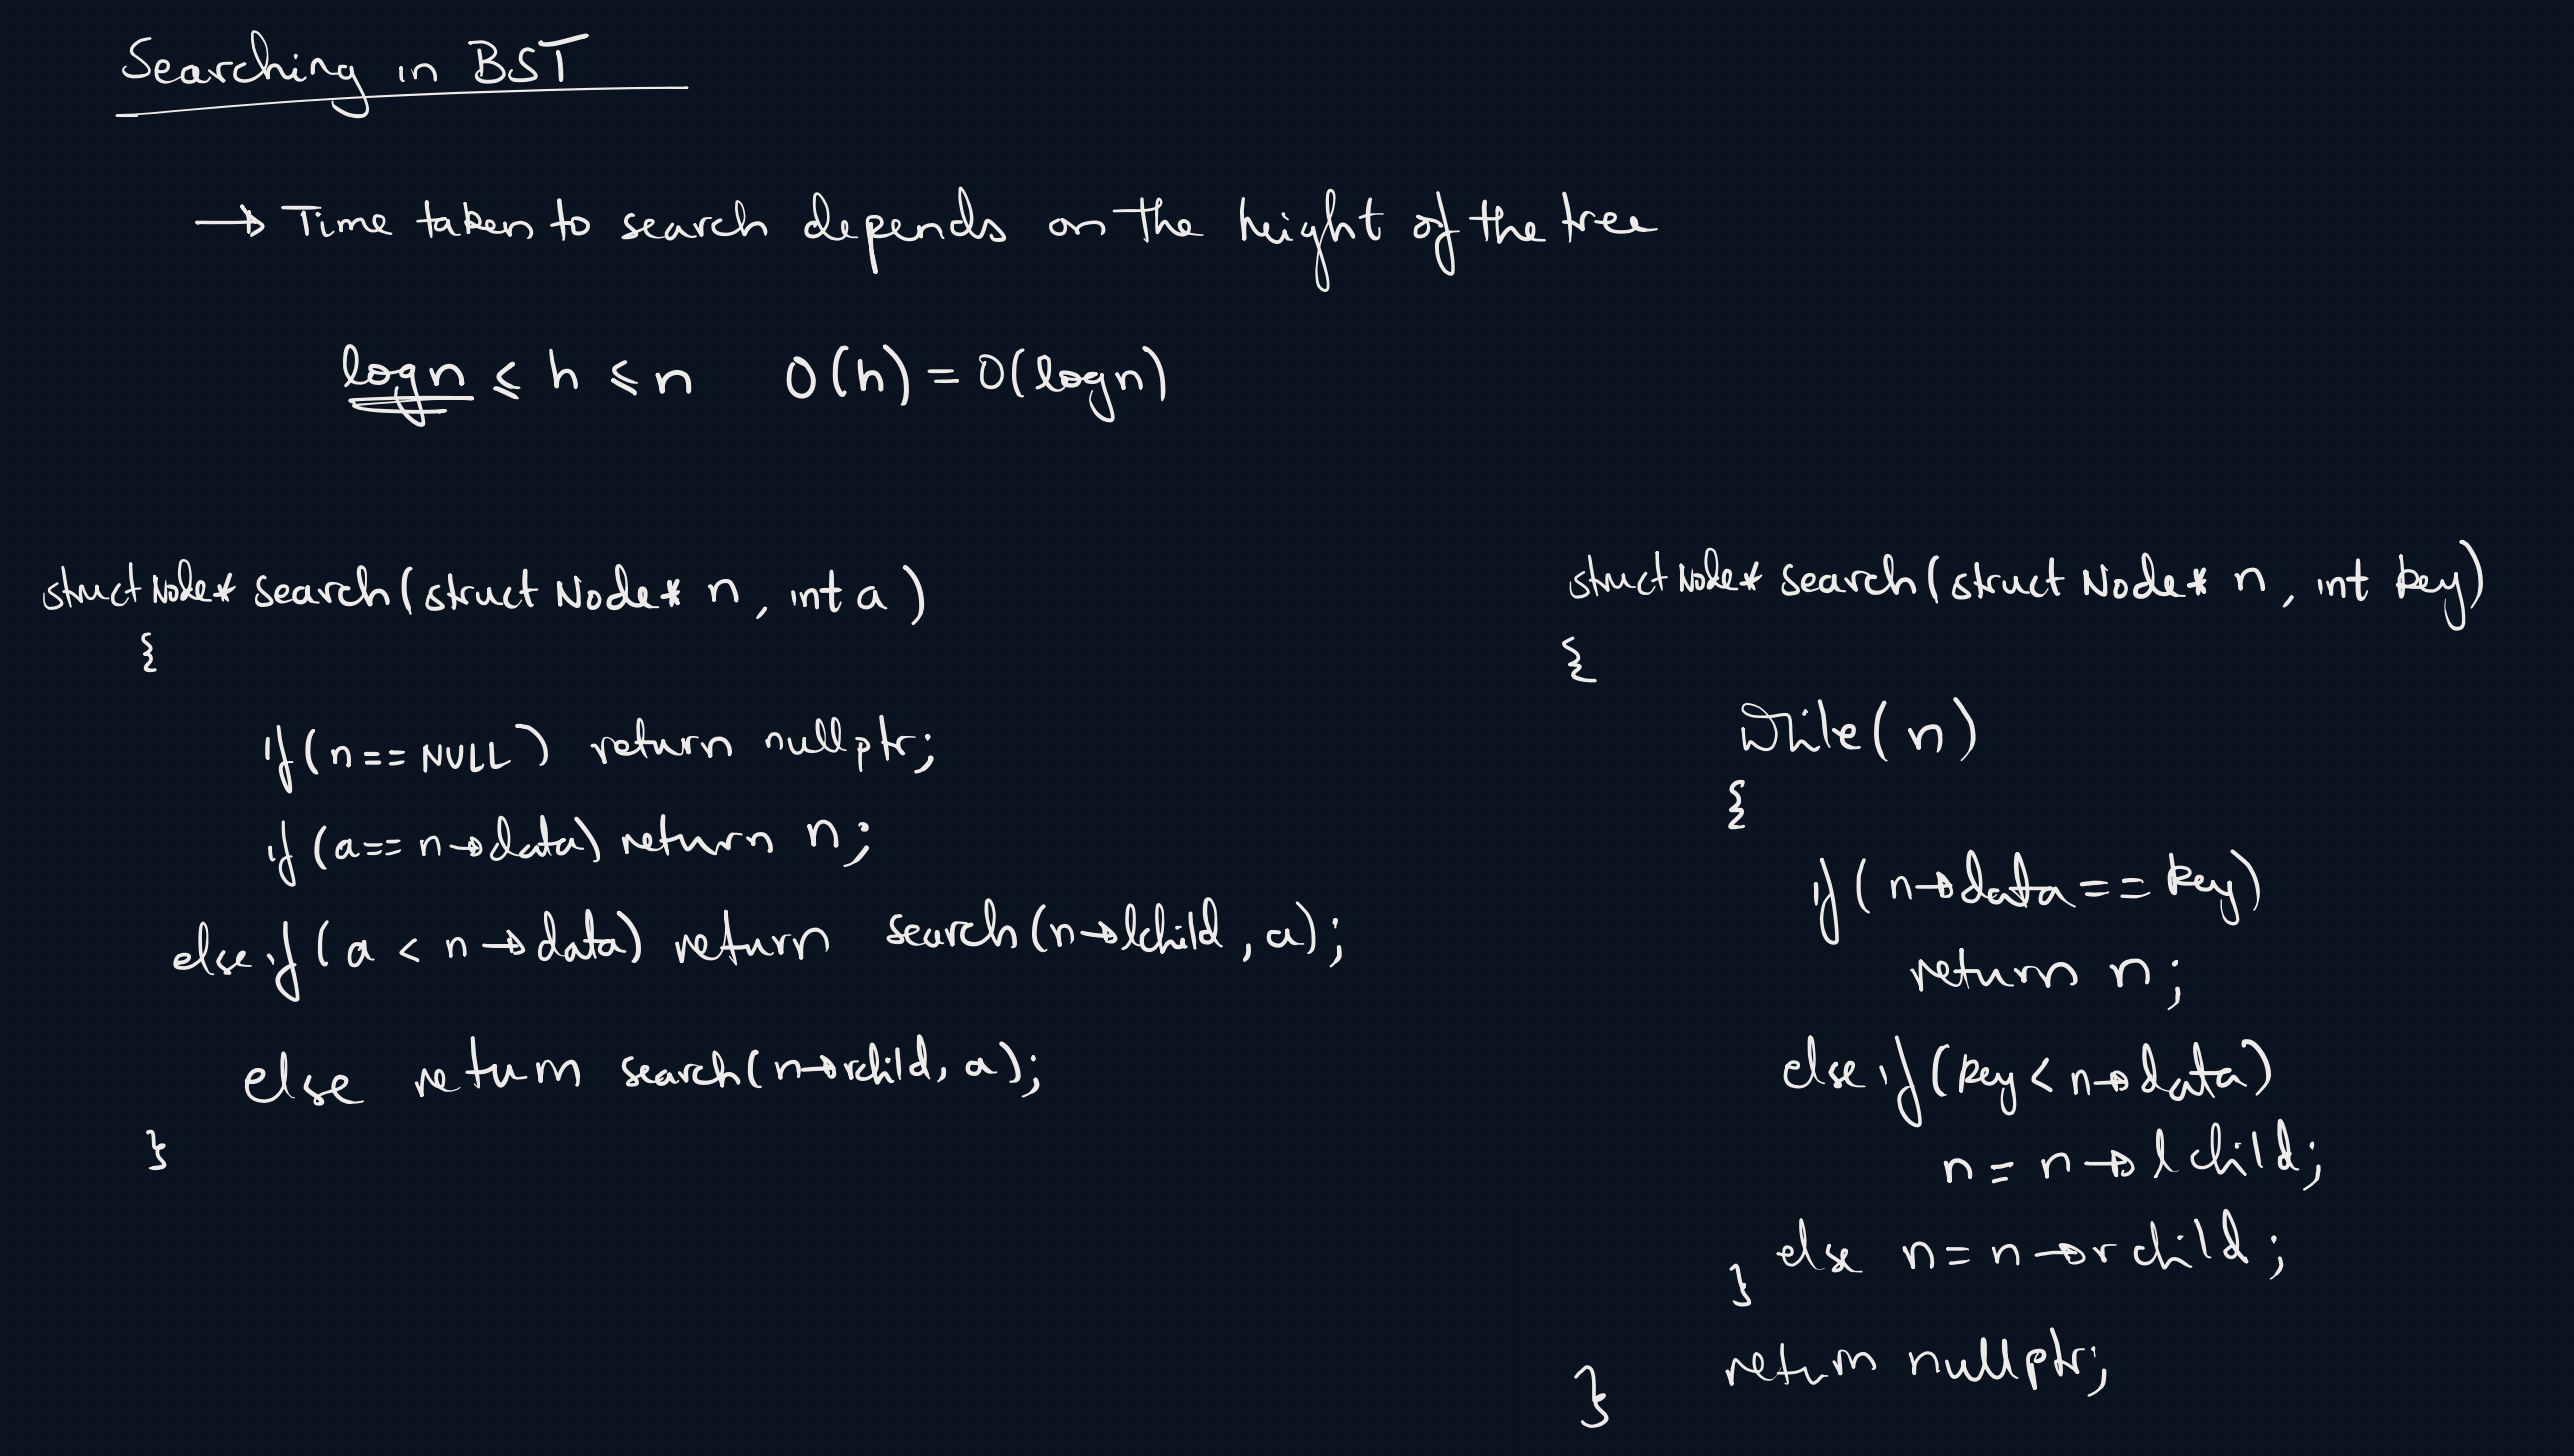 Searching in BST
→ Time taken to search depends on the height of the tree
log n ≤ h ≤ n O(h) = O(log n)
struct Node* search(struct Node* n, int a)
{
if(n == NULL) return nullptr;
if (a == n→data) return n;
else if (a < n→data) return search(n→lchild, a);
else return search(n→rchild, a);
}
struct Node* search(struct Node* n, int key)
{
while(n)
{
if(n→data == key)
return n;
else if(key < n→data)
n = n→lchild;
else n = n→rchild;
}
return nullptr;
}